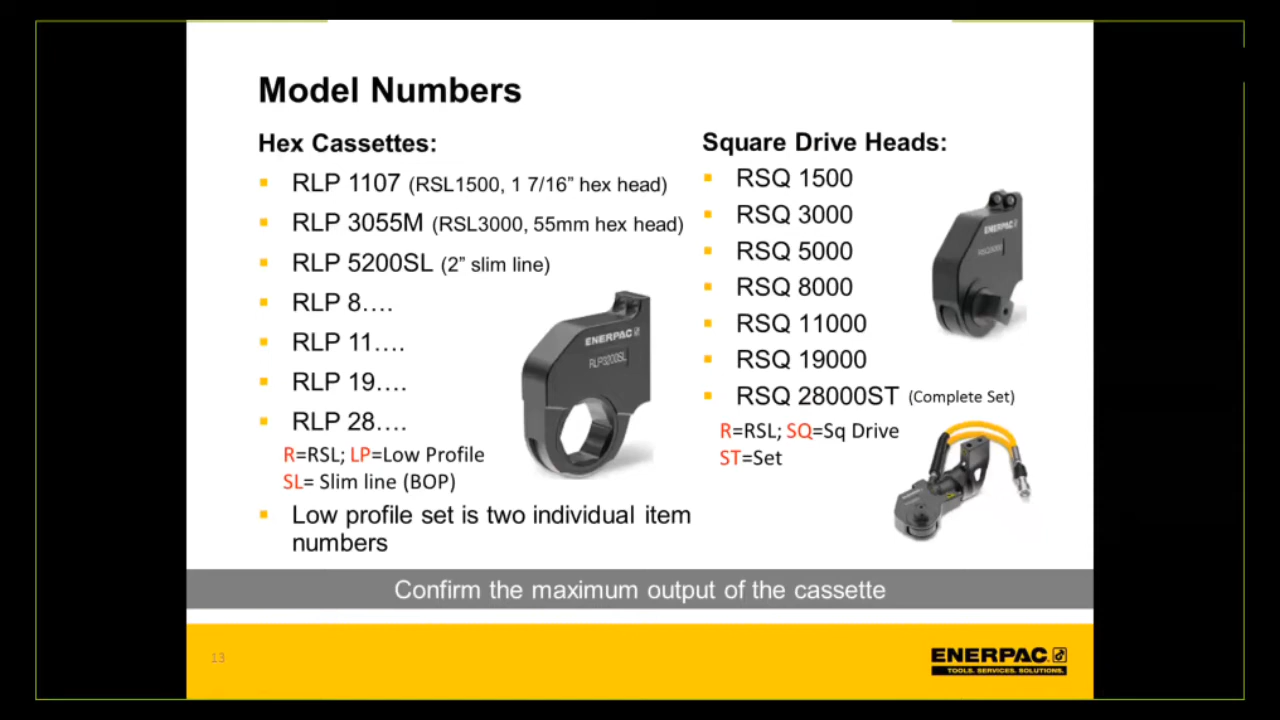 Model Numbers
Hex Cassettes:
RLP 1107 (RSL1500, 1 7/16” hex head)
RLP 3055M (RSL3000, 55mm hex head)
RLP 5200SL (2” slim line)
RLP 8….
RLP 11….
RLP 19….
RLP 28….
R=RSL; LP=Low Profile
SL= Slim line (BOP)
Low profile set is two individual item
numbers
ENERPAC
RLP3200SL
Square Drive Heads:
RSQ 1500
RSQ 3000
RSQ 5000
RSQ 8000
RSQ 11000
RSQ 19000
RSQ 28000ST (Complete Set)
R=RSL; SQ=Sq Drive
ST=Set
ENERPAC
Confirm the maximum output of the cassette
13
ENERPAC
TOOLS. SERVICES. SOLUTIONS.